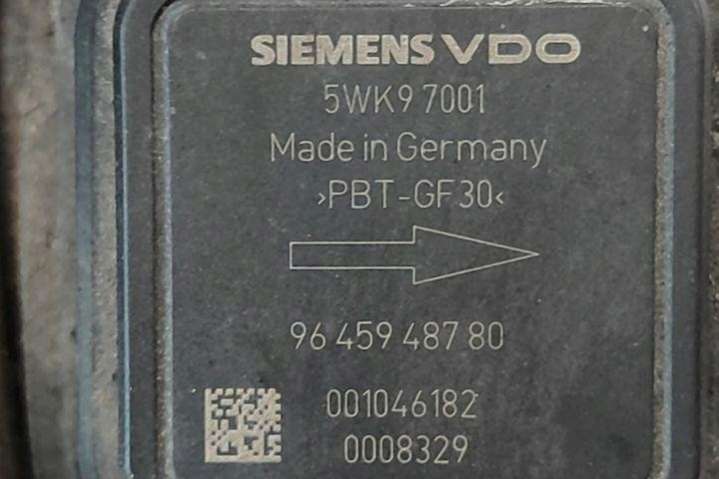 SIEMENS VDO
5WK9 7001
Made in Germany
>PBT-GF30<
96 459 487 80
001046182
0008329